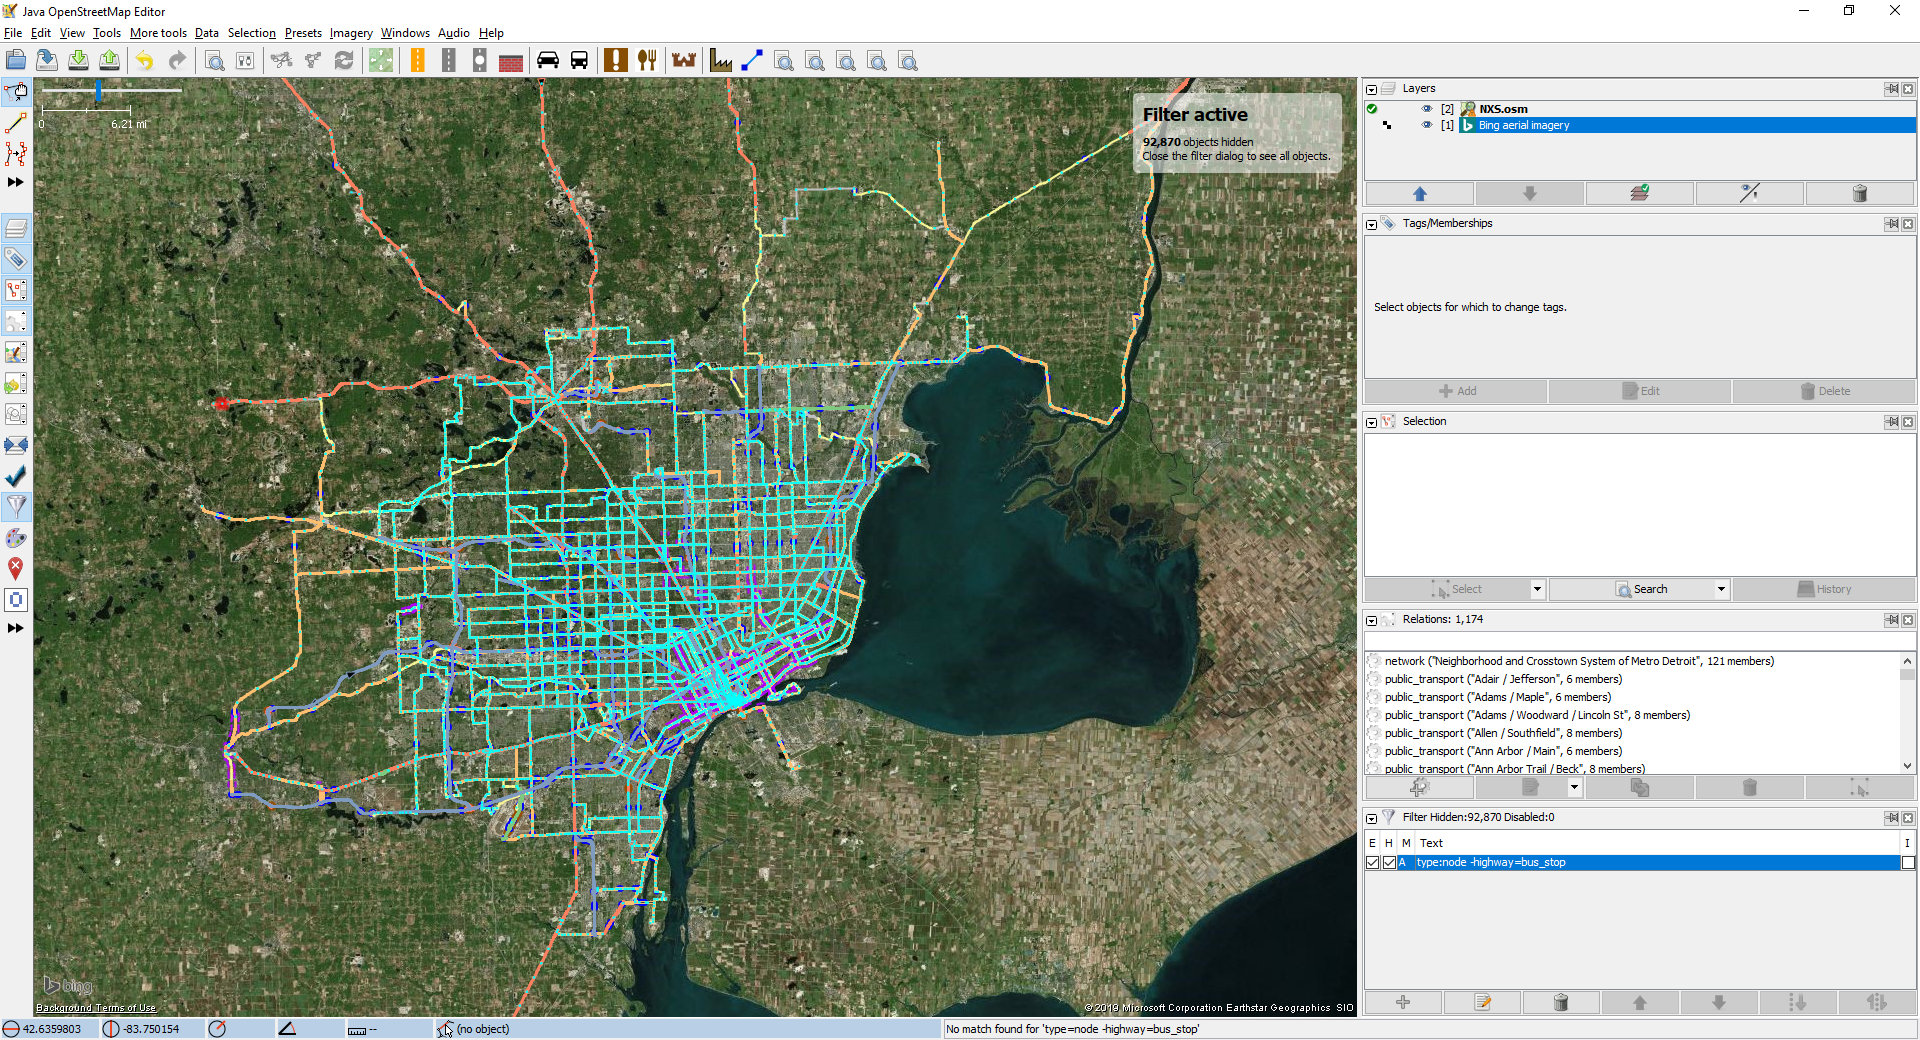 Java OpenStreetMap Editor
File Edit View Tools More tools Data Selection Presets Imagery Windows Audio Help
0 6.21 mi
Filter active
92,870 objects hidden
Close the filter dialog to see all objects.
bing
Background Terms of Use
©2019 Microsoft Corporation Earthstar Geographics SIO
Layers
[2] NXS.osm
[1] Bing aerial imagery
Tags/Memberships
Select objects for which to change tags.
Add Edit Delete
Selection
Select Search History
Relations: 1,174
network ("Neighborhood and Crosstown System of Metro Detroit", 121 members)
public_transport ("Adair / Jefferson", 6 members)
public_transport ("Adams / Maple", 6 members)
public_transport ("Adams / Woodward / Lincoln St", 8 members)
public_transport ("Allen / Southfield", 8 members)
public_transport ("Ann Arbor / Main", 6 members)
public_transport ("Ann Arbor Trail / Beck", 8 members)
Filter Hidden:92,870 Disabled:0
E H M Text I
A type:node -highway=bus_stop
42.6359803 -83.750154 -- (no object) No match found for 'type=node -highway=bus_stop'